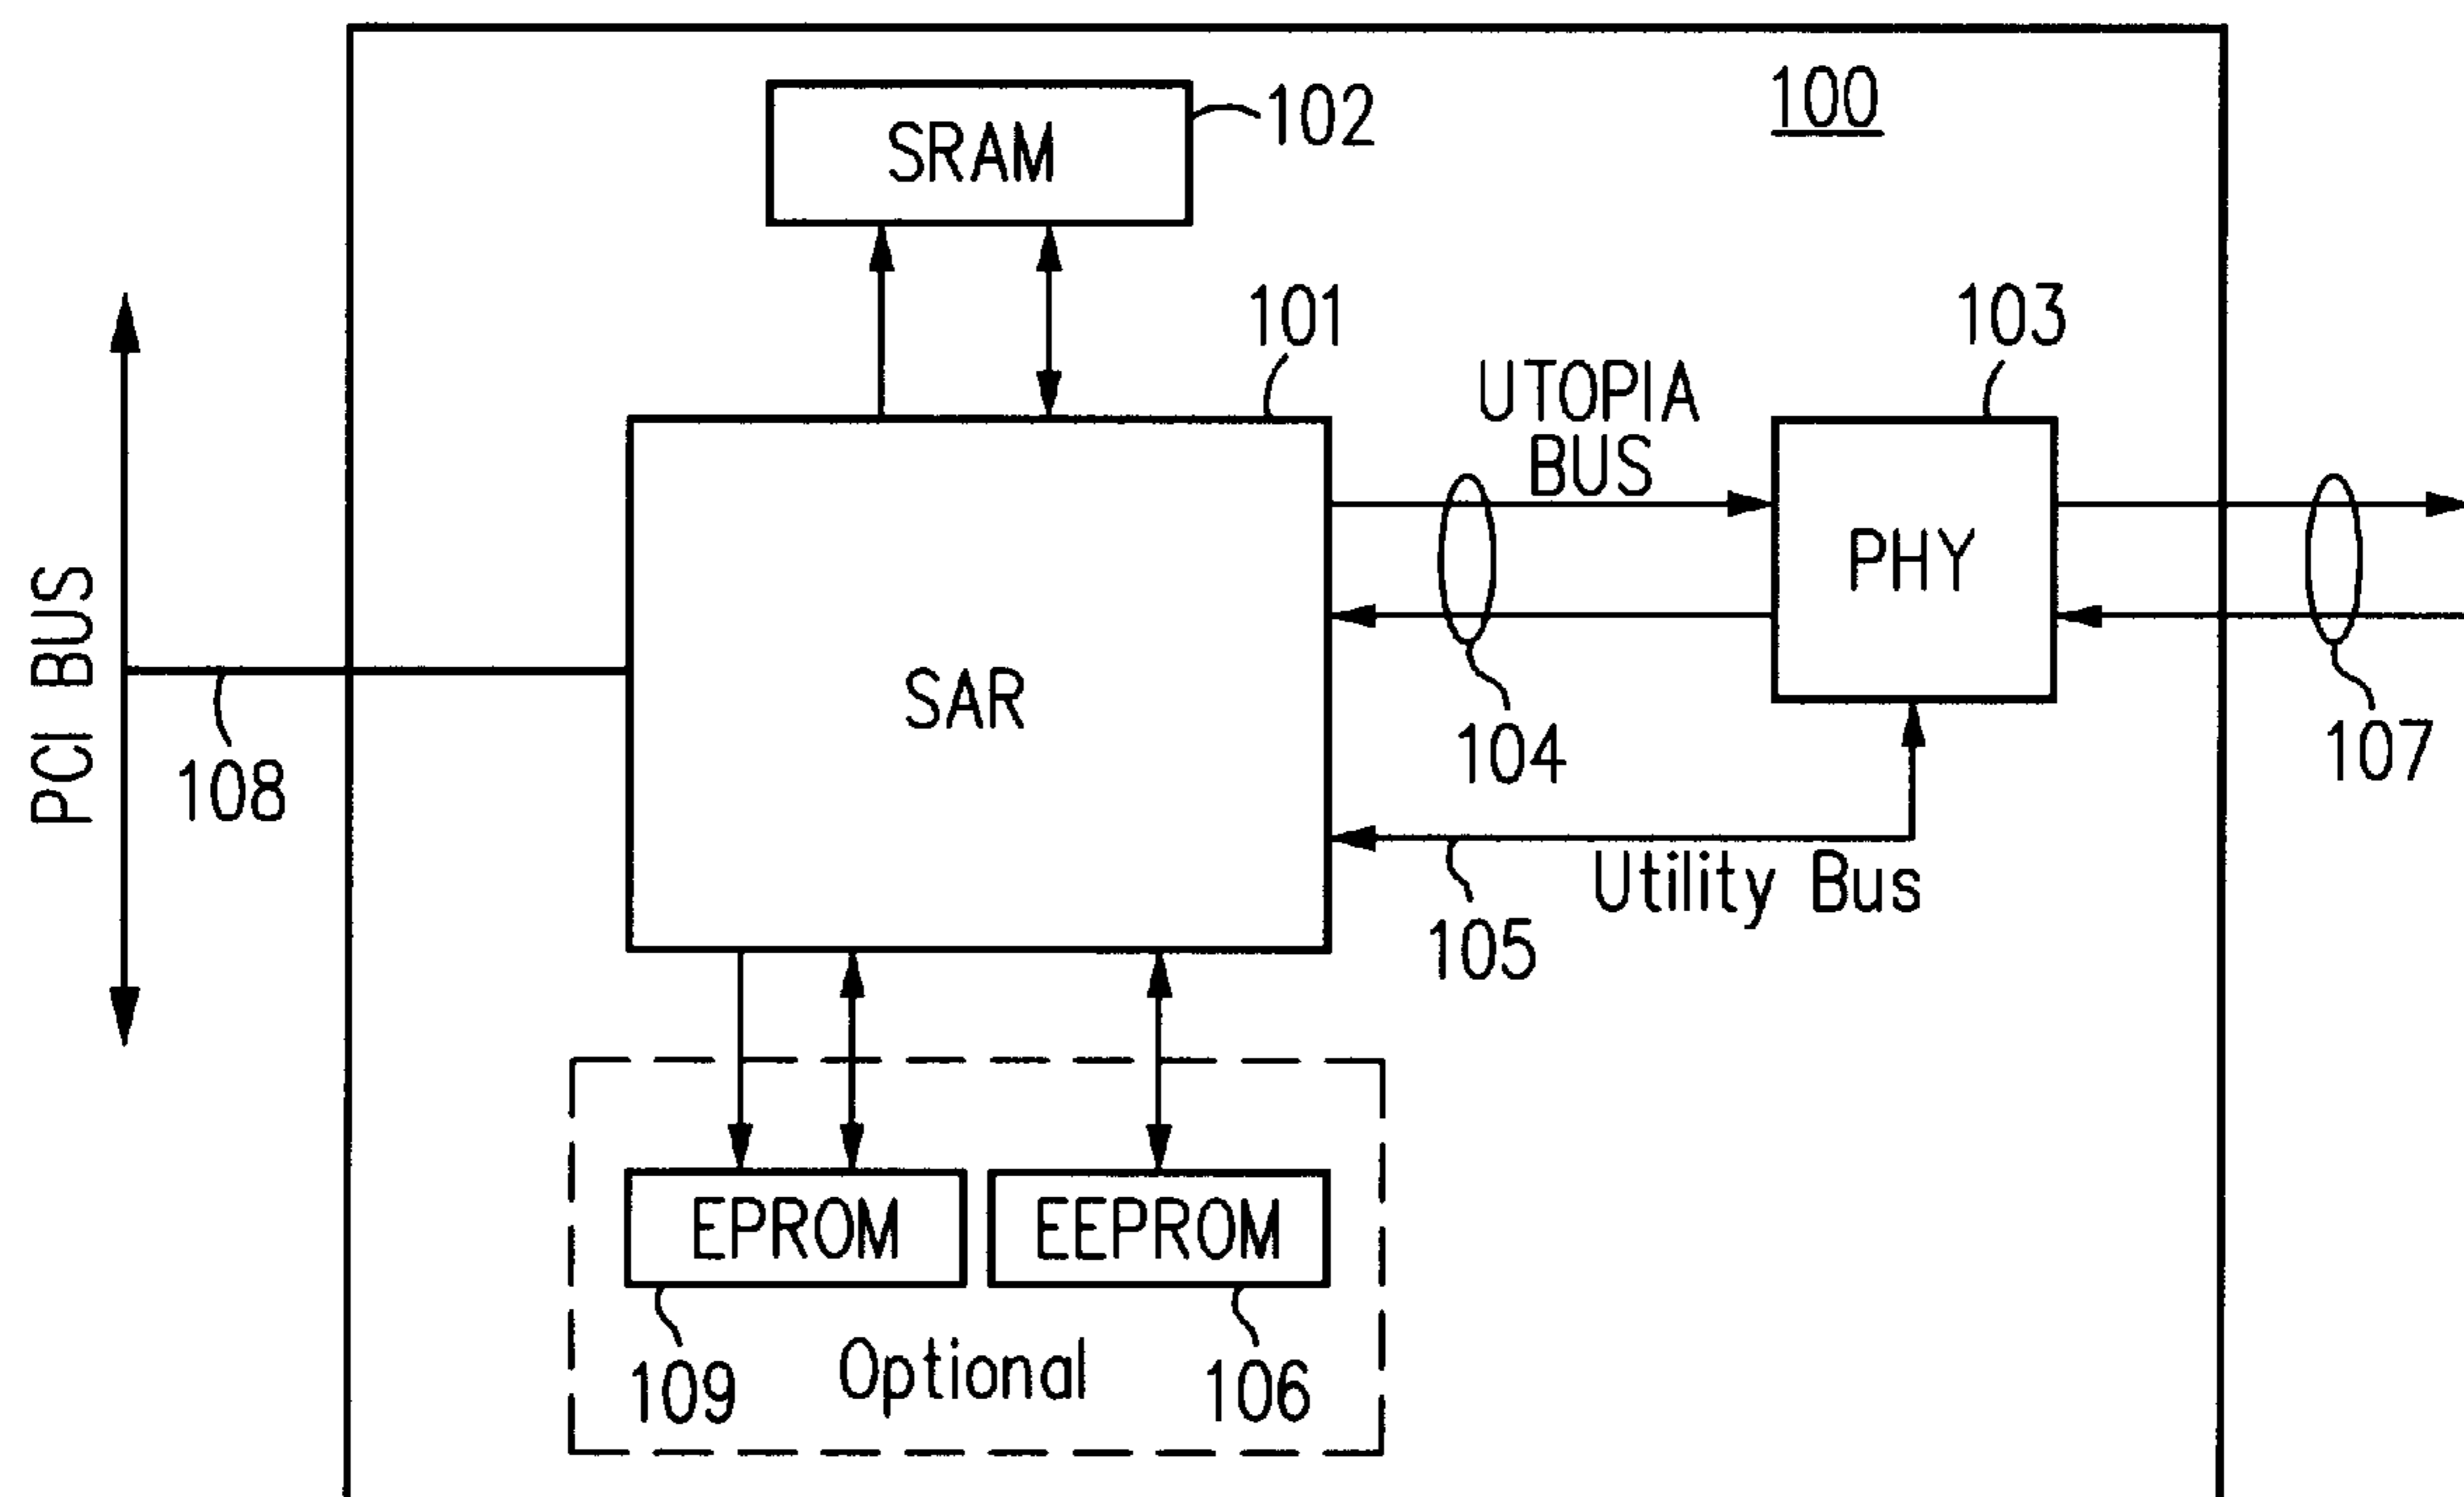 100
SRAM
102
101
103
UTOPIA
BUS
PHY
PCI BUS
SAR
108
104
107
Utility Bus
105
EPROM
EEPROM
109
Optional
106